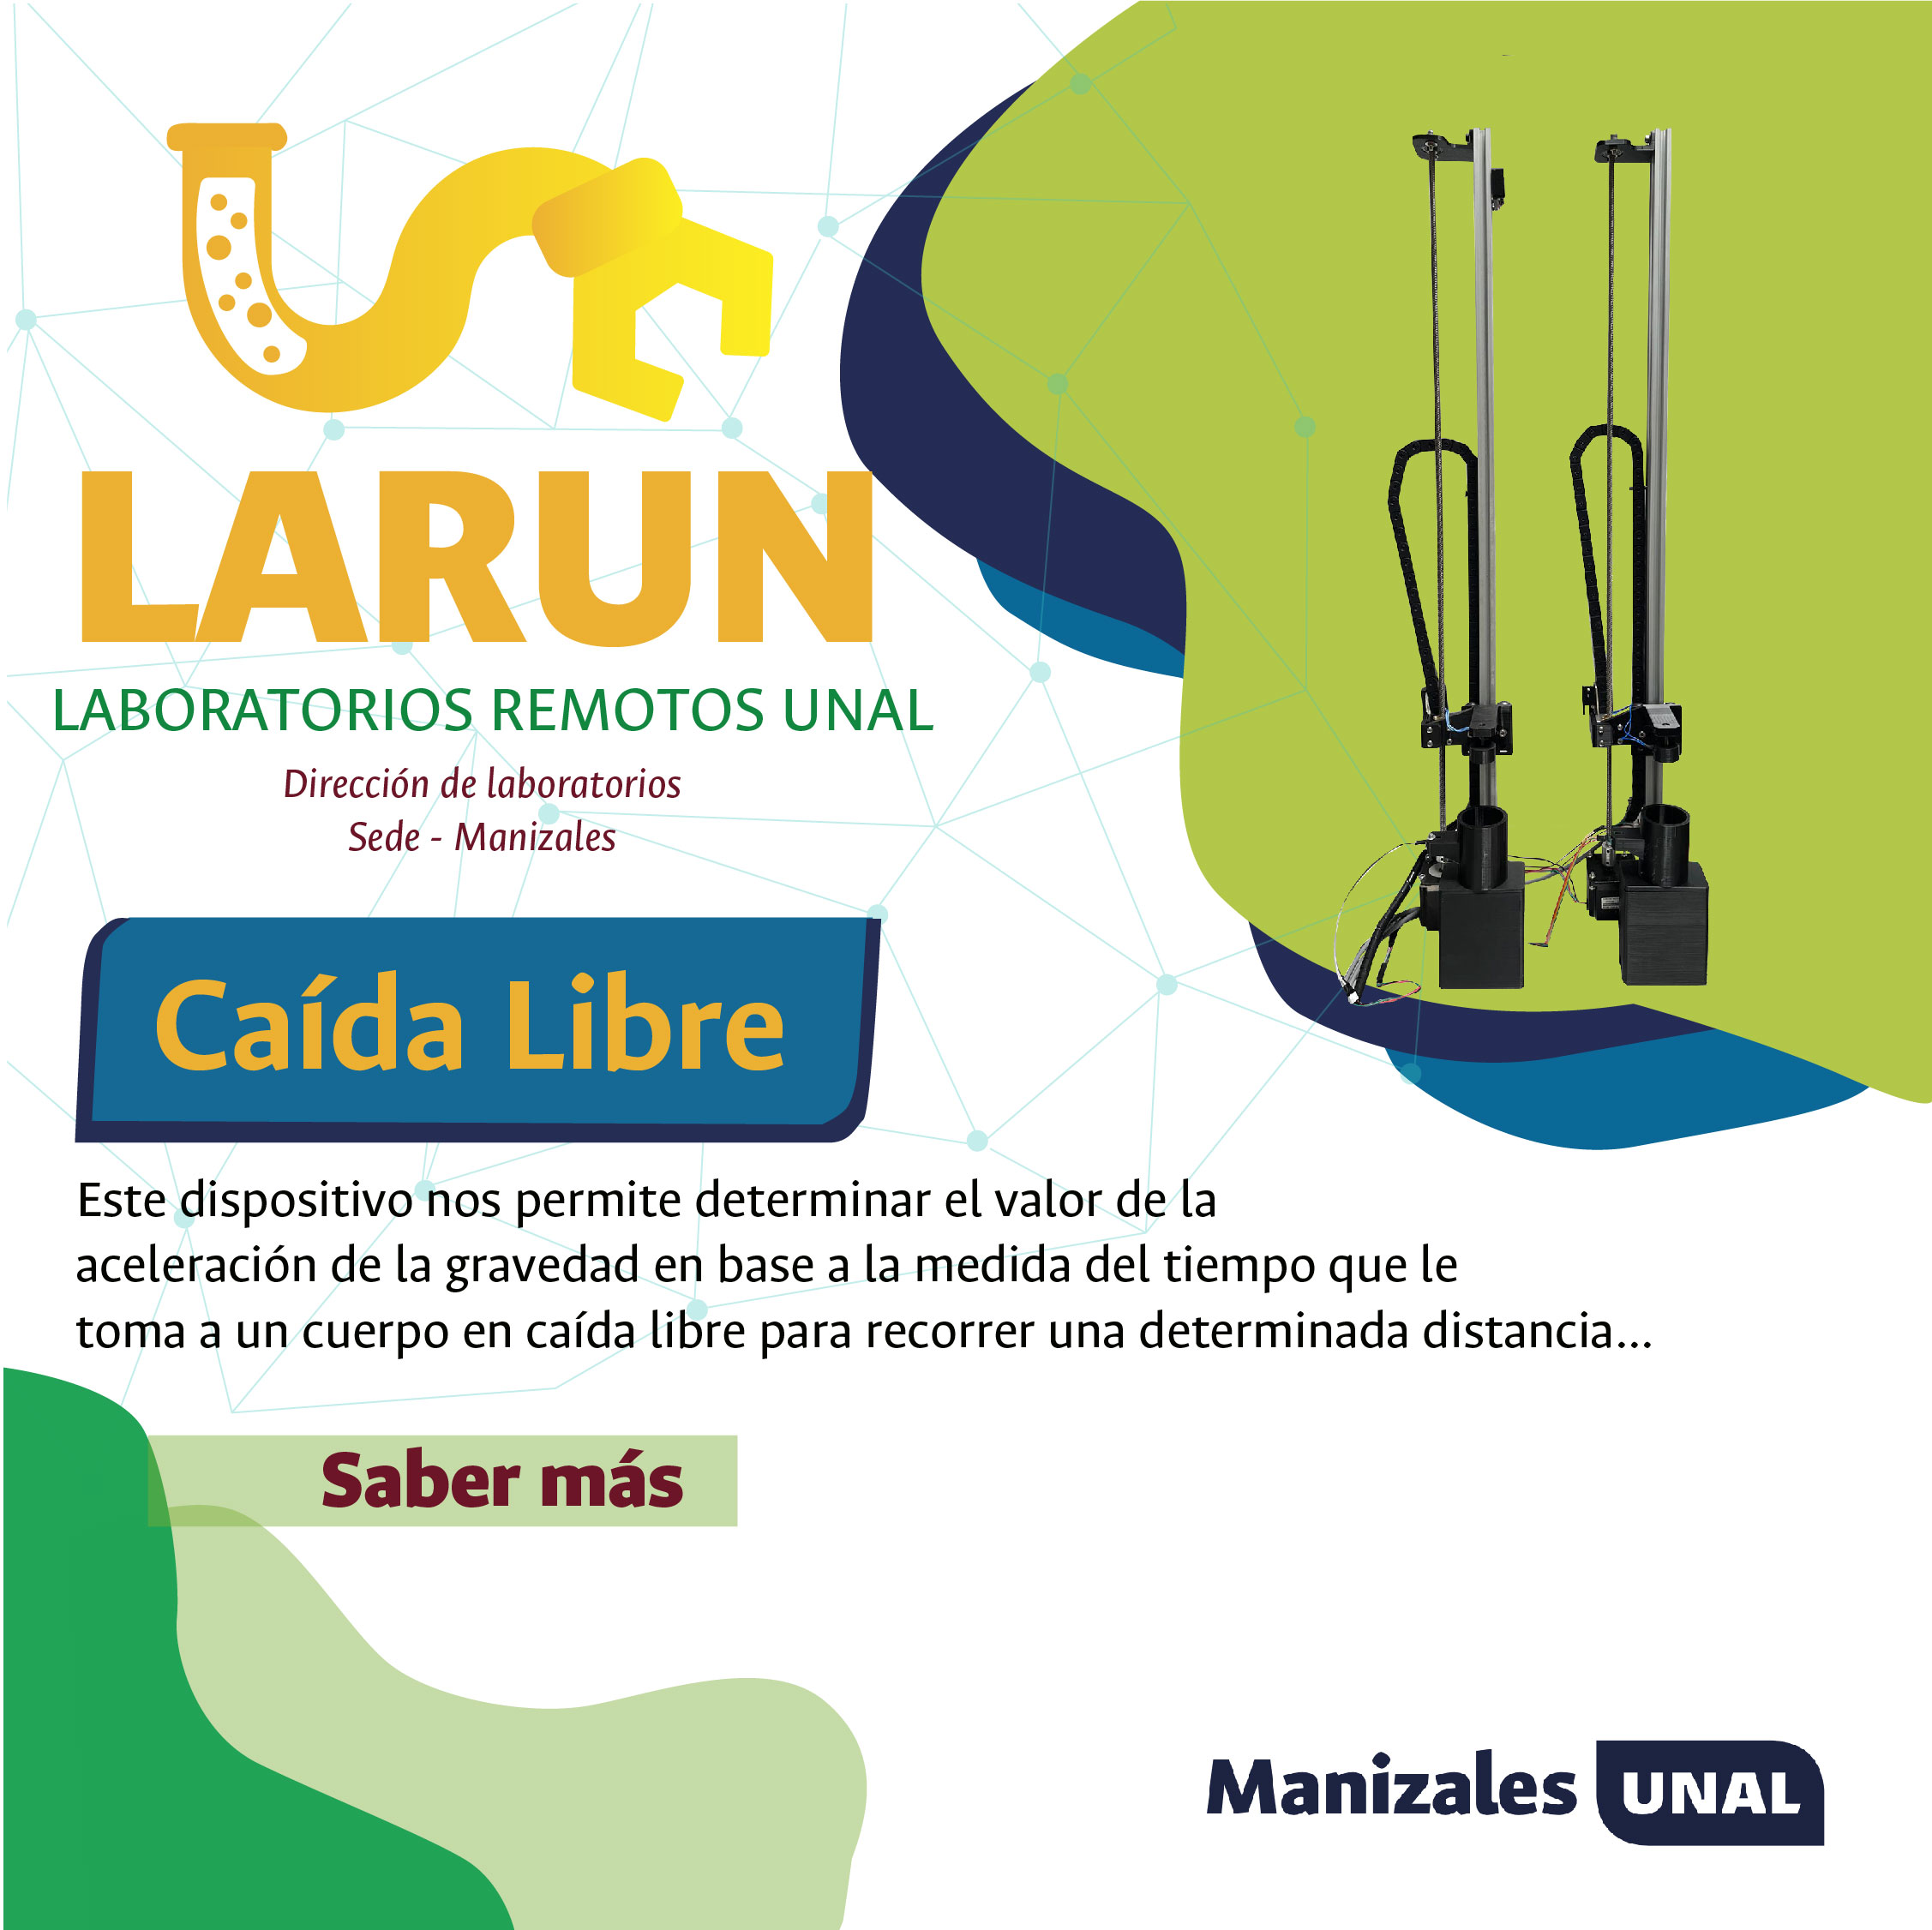 LARUN
LABORATORIOS REMOTOS UNAL
Dirección de laboratorios
Sede - Manizales
Caída Libre
Este dispositivo nos permite determinar el valor de la
aceleración de la gravedad en base a la medida del tiempo que le
toma a un cuerpo en caída libre para recorrer una determinada distancia...
Saber más
Manizales UNAL